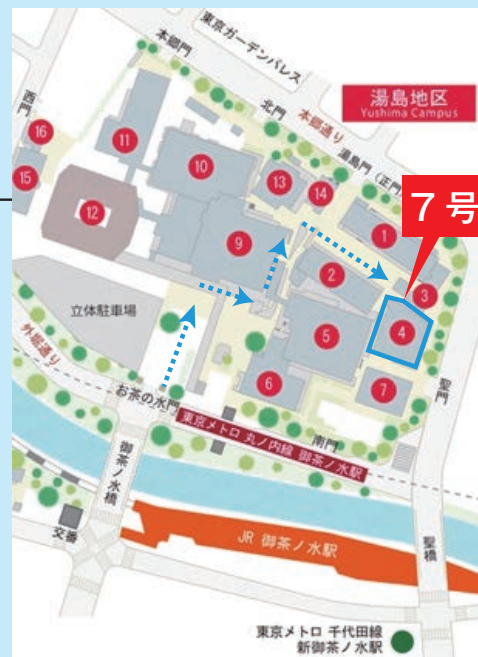 東京ガーデンパレス
本郷門
西門
北門
本郷通り
湯島地区
Yushima Campus
湯島門（正門）
7号
16
15
11
10
13
14
1
12
9
2
3
4
5
6
7
立体駐車場
外堀通り
お茶の水門
聖門
南門
東京メトロ 丸ノ内線 御茶ノ水駅
御茶ノ水橋
交番
JR 御茶ノ水駅
聖橋
東京メトロ 千代田線
新御茶ノ水駅